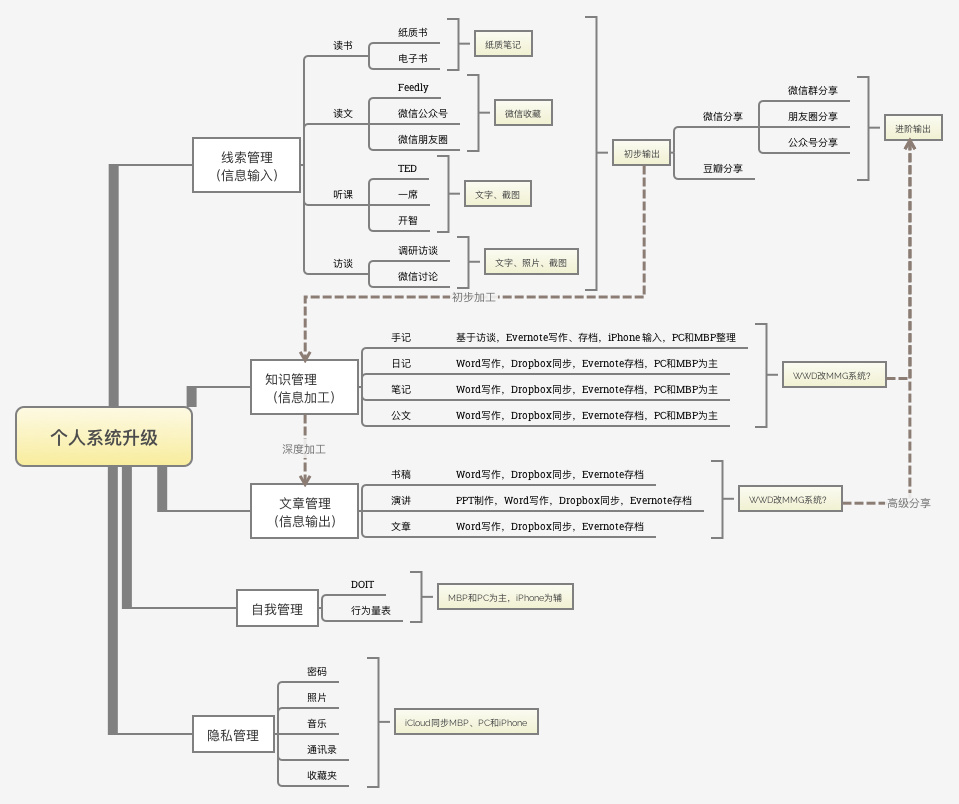 个人系统升级
线索管理
（信息输入）
读书
纸质书
电子书
纸质笔记
读文
Feedly
微信公众号
微信朋友圈
微信收藏
听课
TED
一席
开智
文字、截图
访谈
调研访谈
微信讨论
文字、照片、截图
初步输出
微信分享
微信群分享
朋友圈分享
公众号分享
豆瓣分享
进阶输出
初步加工
知识管理
（信息加工）
手记
基于访谈，Evernote写作、存档，iPhone 输入，PC和MBP整理
日记
Word写作，Dropbox同步，Evernote存档，PC和MBP为主
笔记
Word写作，Dropbox同步，Evernote存档，PC和MBP为主
公文
Word写作，Dropbox同步，Evernote存档，PC和MBP为主
WWD改MMG系统?
深度加工
文章管理
（信息输出）
书稿
Word写作，Dropbox同步，Evernote存档
演讲
PPT制作，Word写作，Dropbox同步，Evernote存档
文章
Word写作，Dropbox同步，Evernote存档
WWD改MMG系统?
高级分享
自我管理
DOIT
行为量表
MBP和PC为主，iPhone为辅
隐私管理
密码
照片
音乐
通讯录
收藏夹
iCloud同步MBP、PC和iPhone